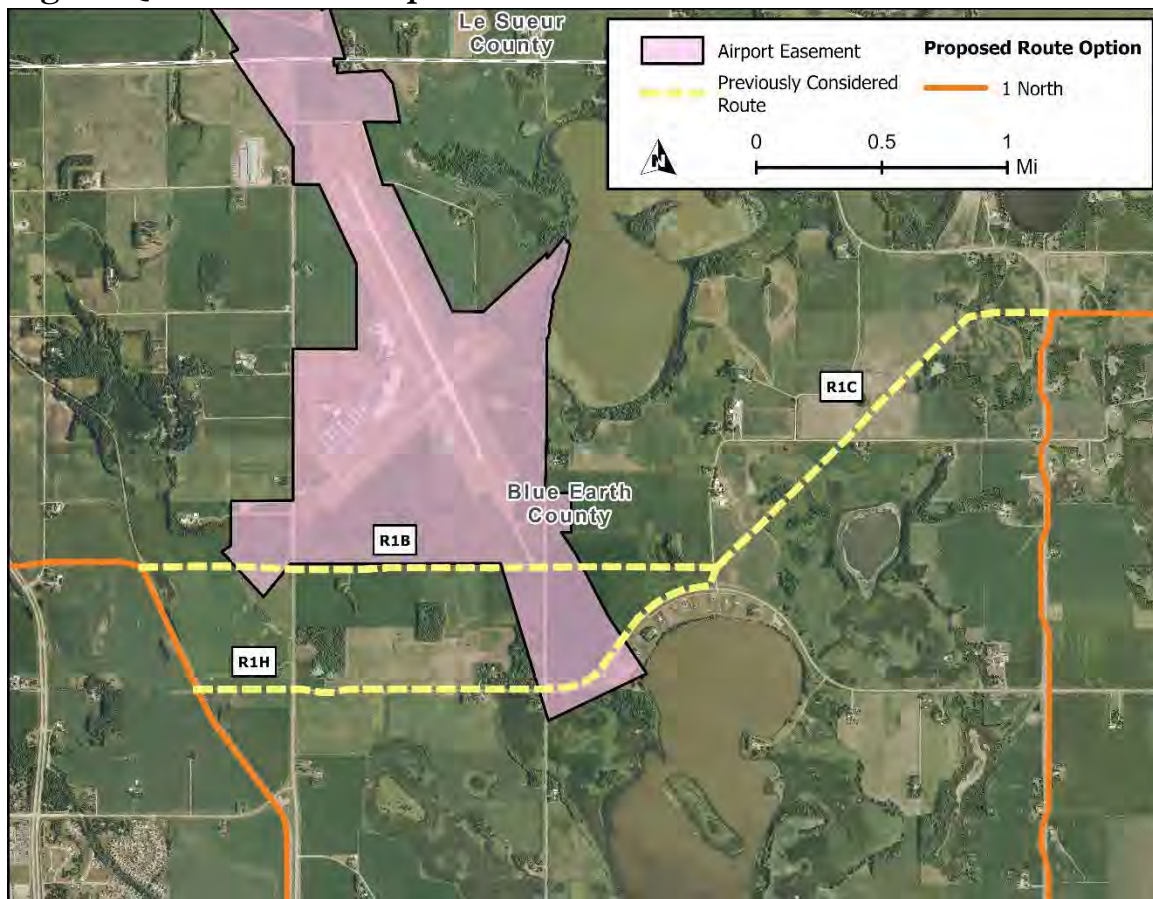 Le Sueur
County
Airport Easement
Previously Considered
Route
Proposed Route Option
1 North
N
0 0.5 1
Mi
R1C
Blue Earth
County
R1B
R1H